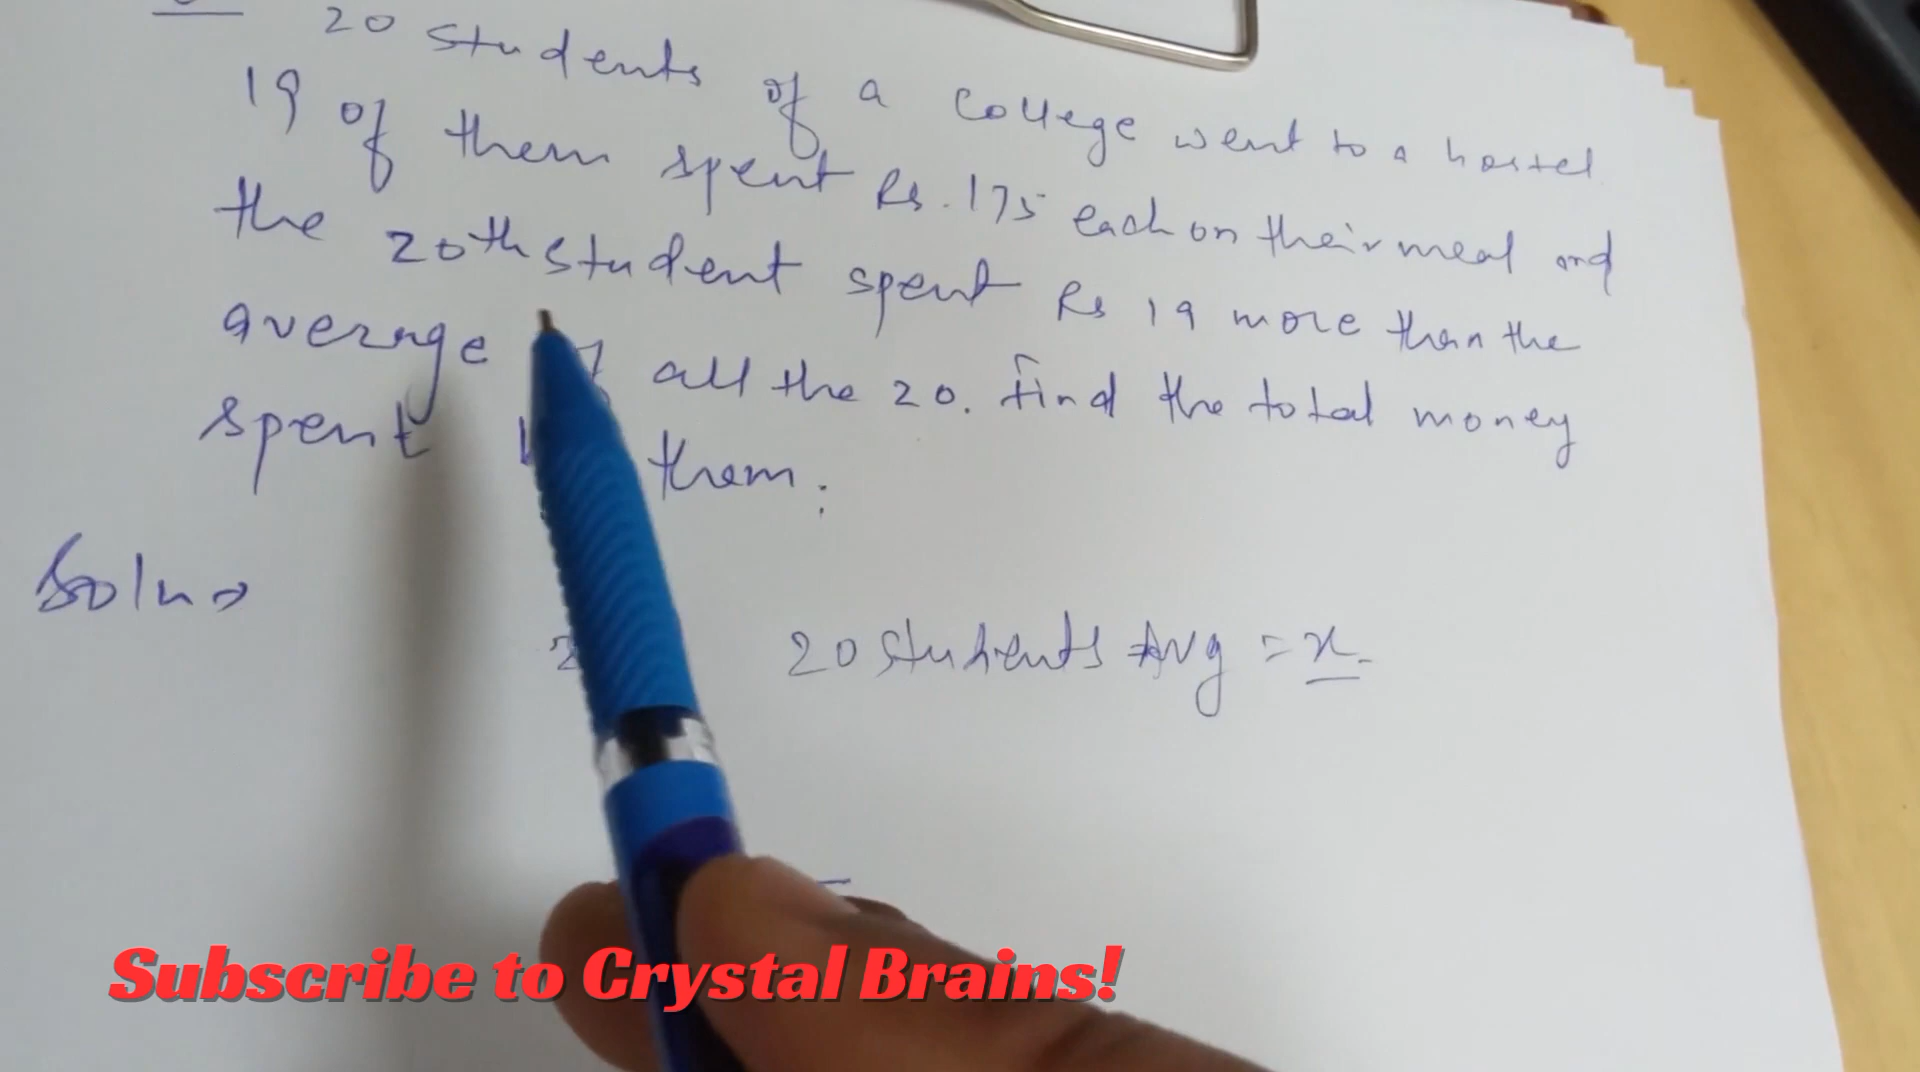 20 students of a college went to a hostel
19 of them spent Rs. 175 each on their meal and
the 20th student spent Rs 19 more than the
average all the 20. Find the total money
spent them.
Soln
20 students Avg = x.
Subscribe to Crystal Brains!